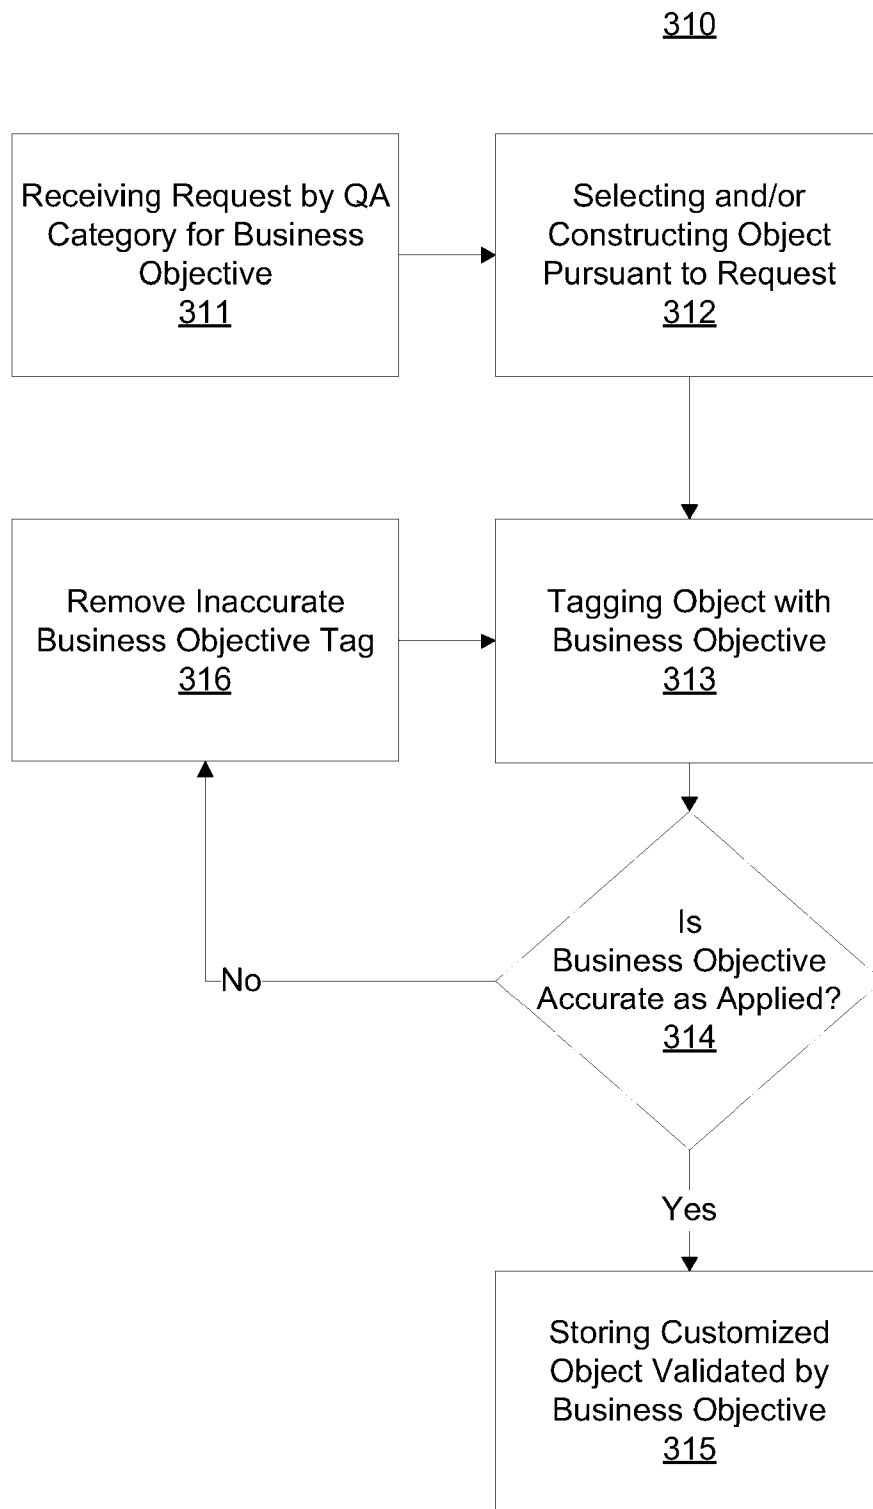 310
Receiving Request by QA
Category for Business
Objective
311
Selecting and/or
Constructing Object
Pursuant to Request
312
Remove Inaccurate
Business Objective Tag
316
Tagging Object with
Business Objective
313
Is
Business Objective
Accurate as Applied?
314
No
Yes
Storing Customized
Object Validated by
Business Objective
315